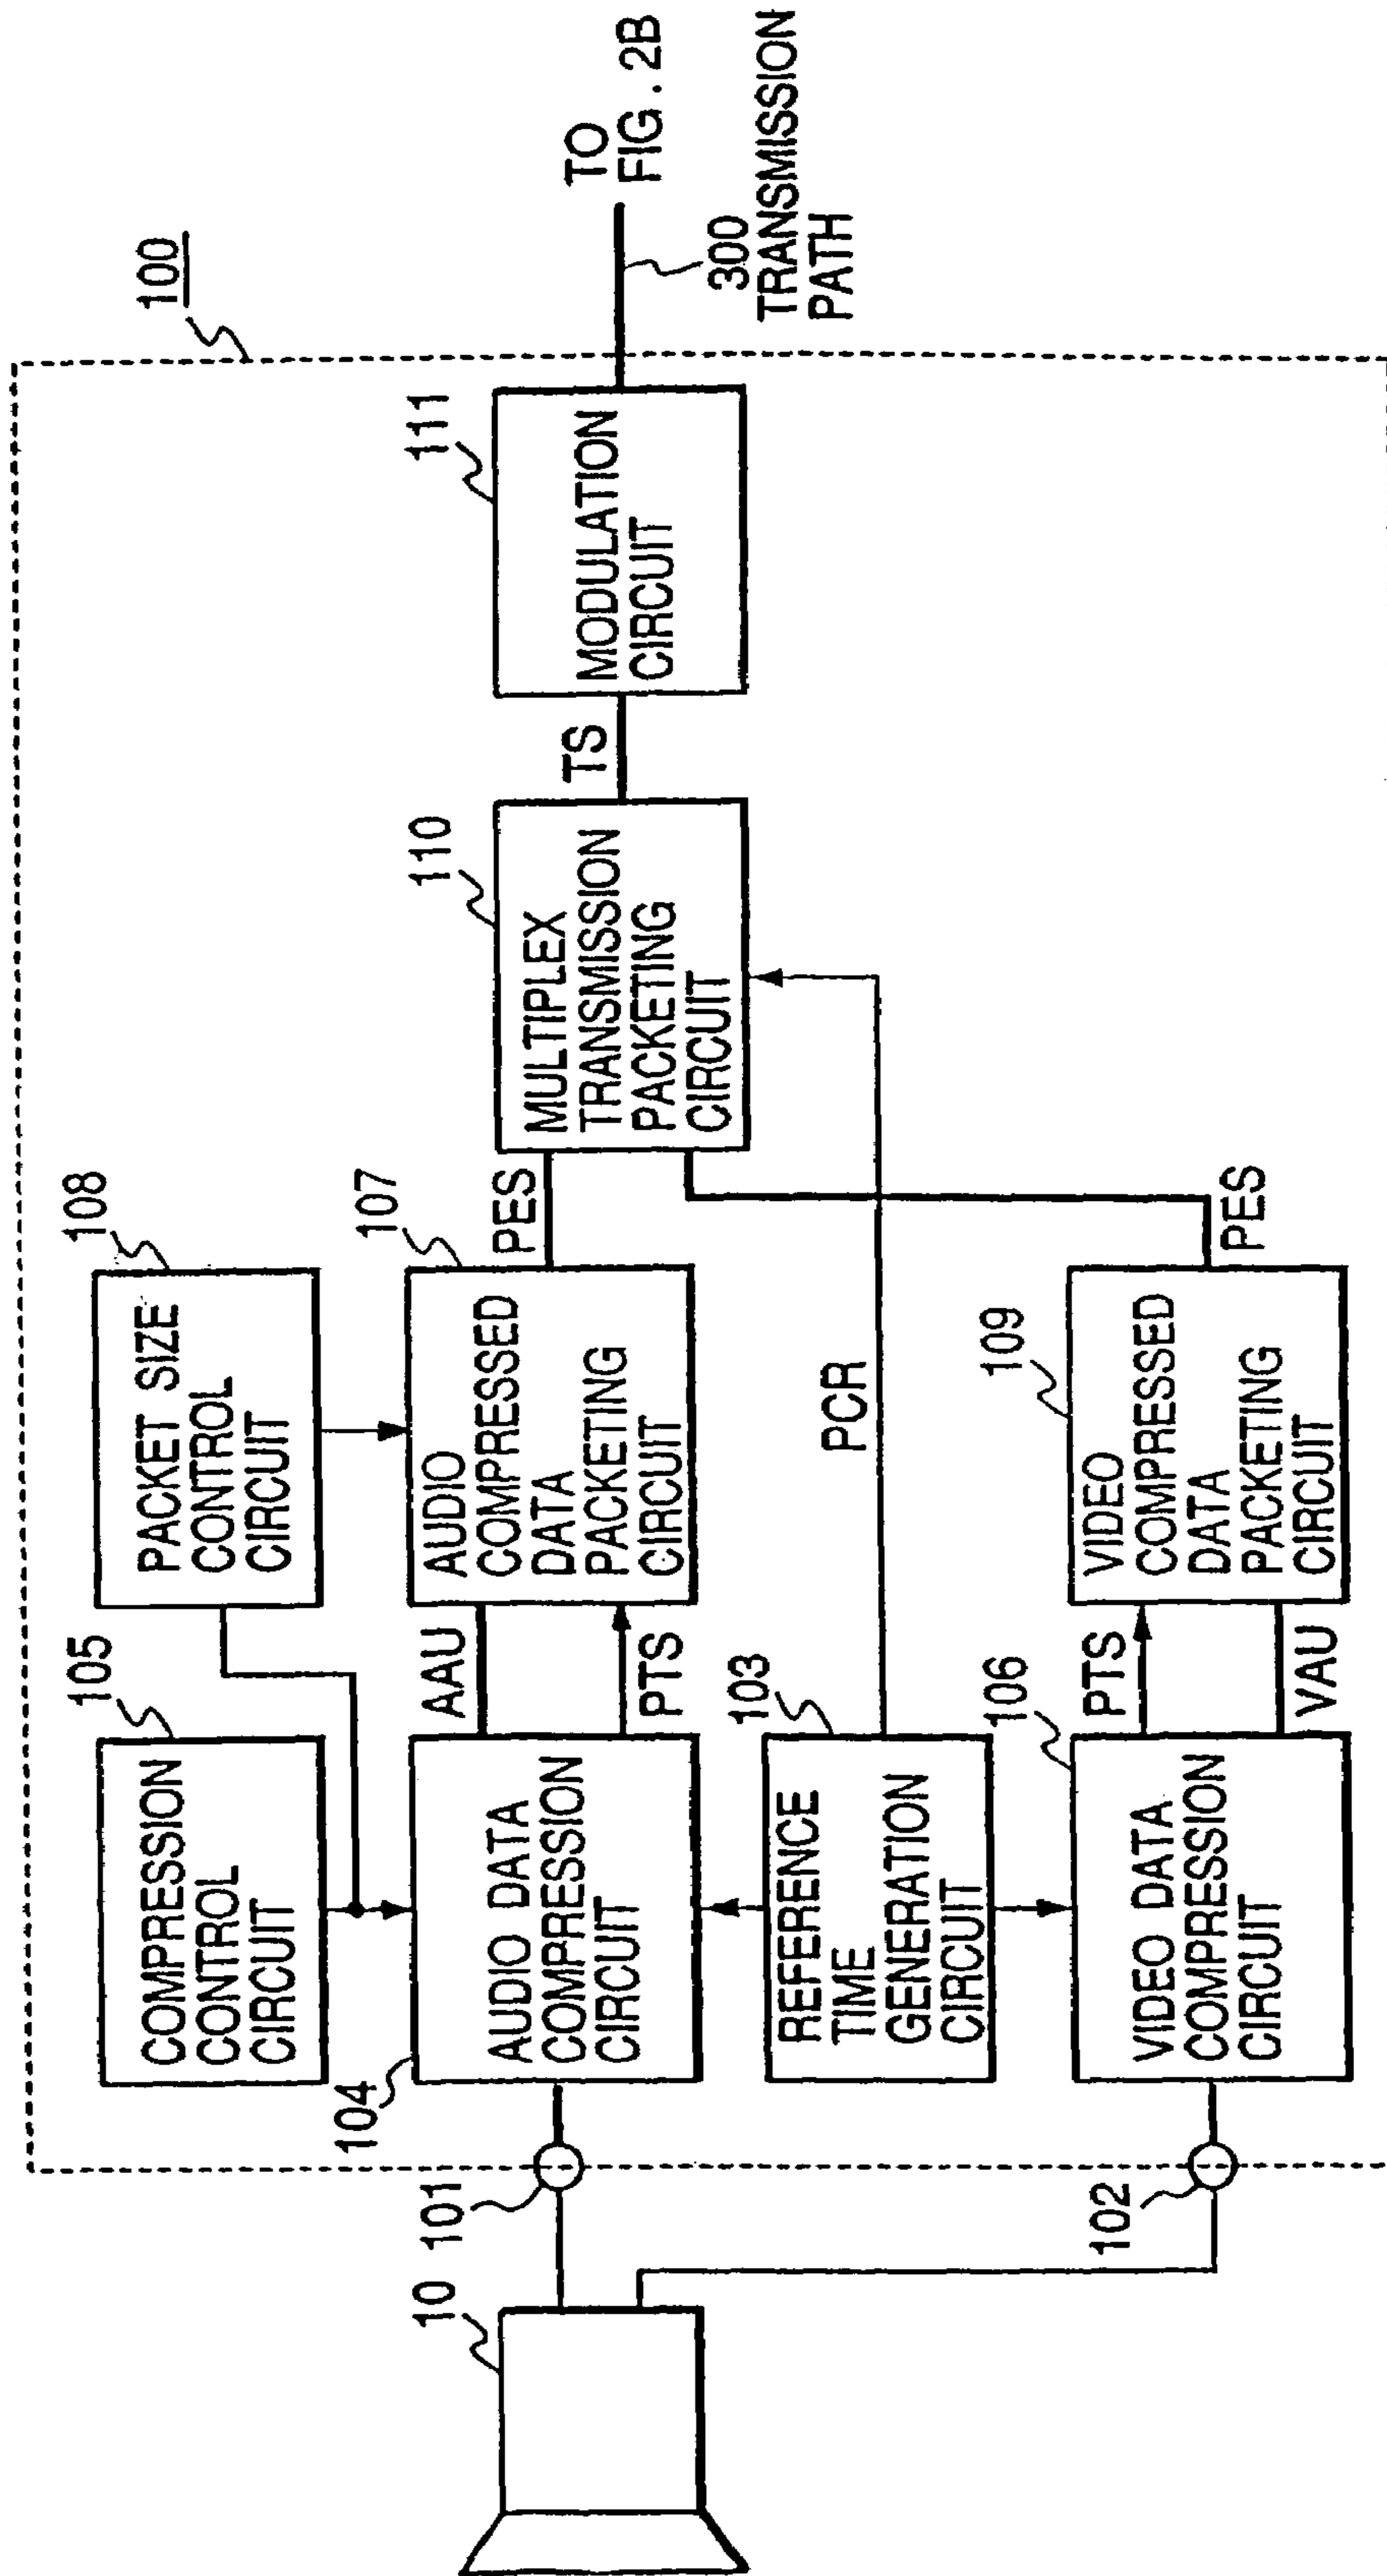 100
105
COMPRESSION
CONTROL
CIRCUIT
108
PACKET SIZE
CONTROL
CIRCUIT
10
101
104
AUDIO DATA
COMPRESSION
CIRCUIT
AAU
PTS
107
AUDIO
COMPRESSED
DATA
PACKETING
CIRCUIT
PES
110
MULTIPLEX
TRANSMISSION
PACKETING
CIRCUIT
TS
111
MODULATION
CIRCUIT
TO
FIG. 2B
300
TRANSMISSION
PATH
103
REFERENCE
TIME
GENERATION
CIRCUIT
PCR
102
106
VIDEO DATA
COMPRESSION
CIRCUIT
PTS
VAU
109
VIDEO
COMPRESSED
DATA
PACKETING
CIRCUIT
PES